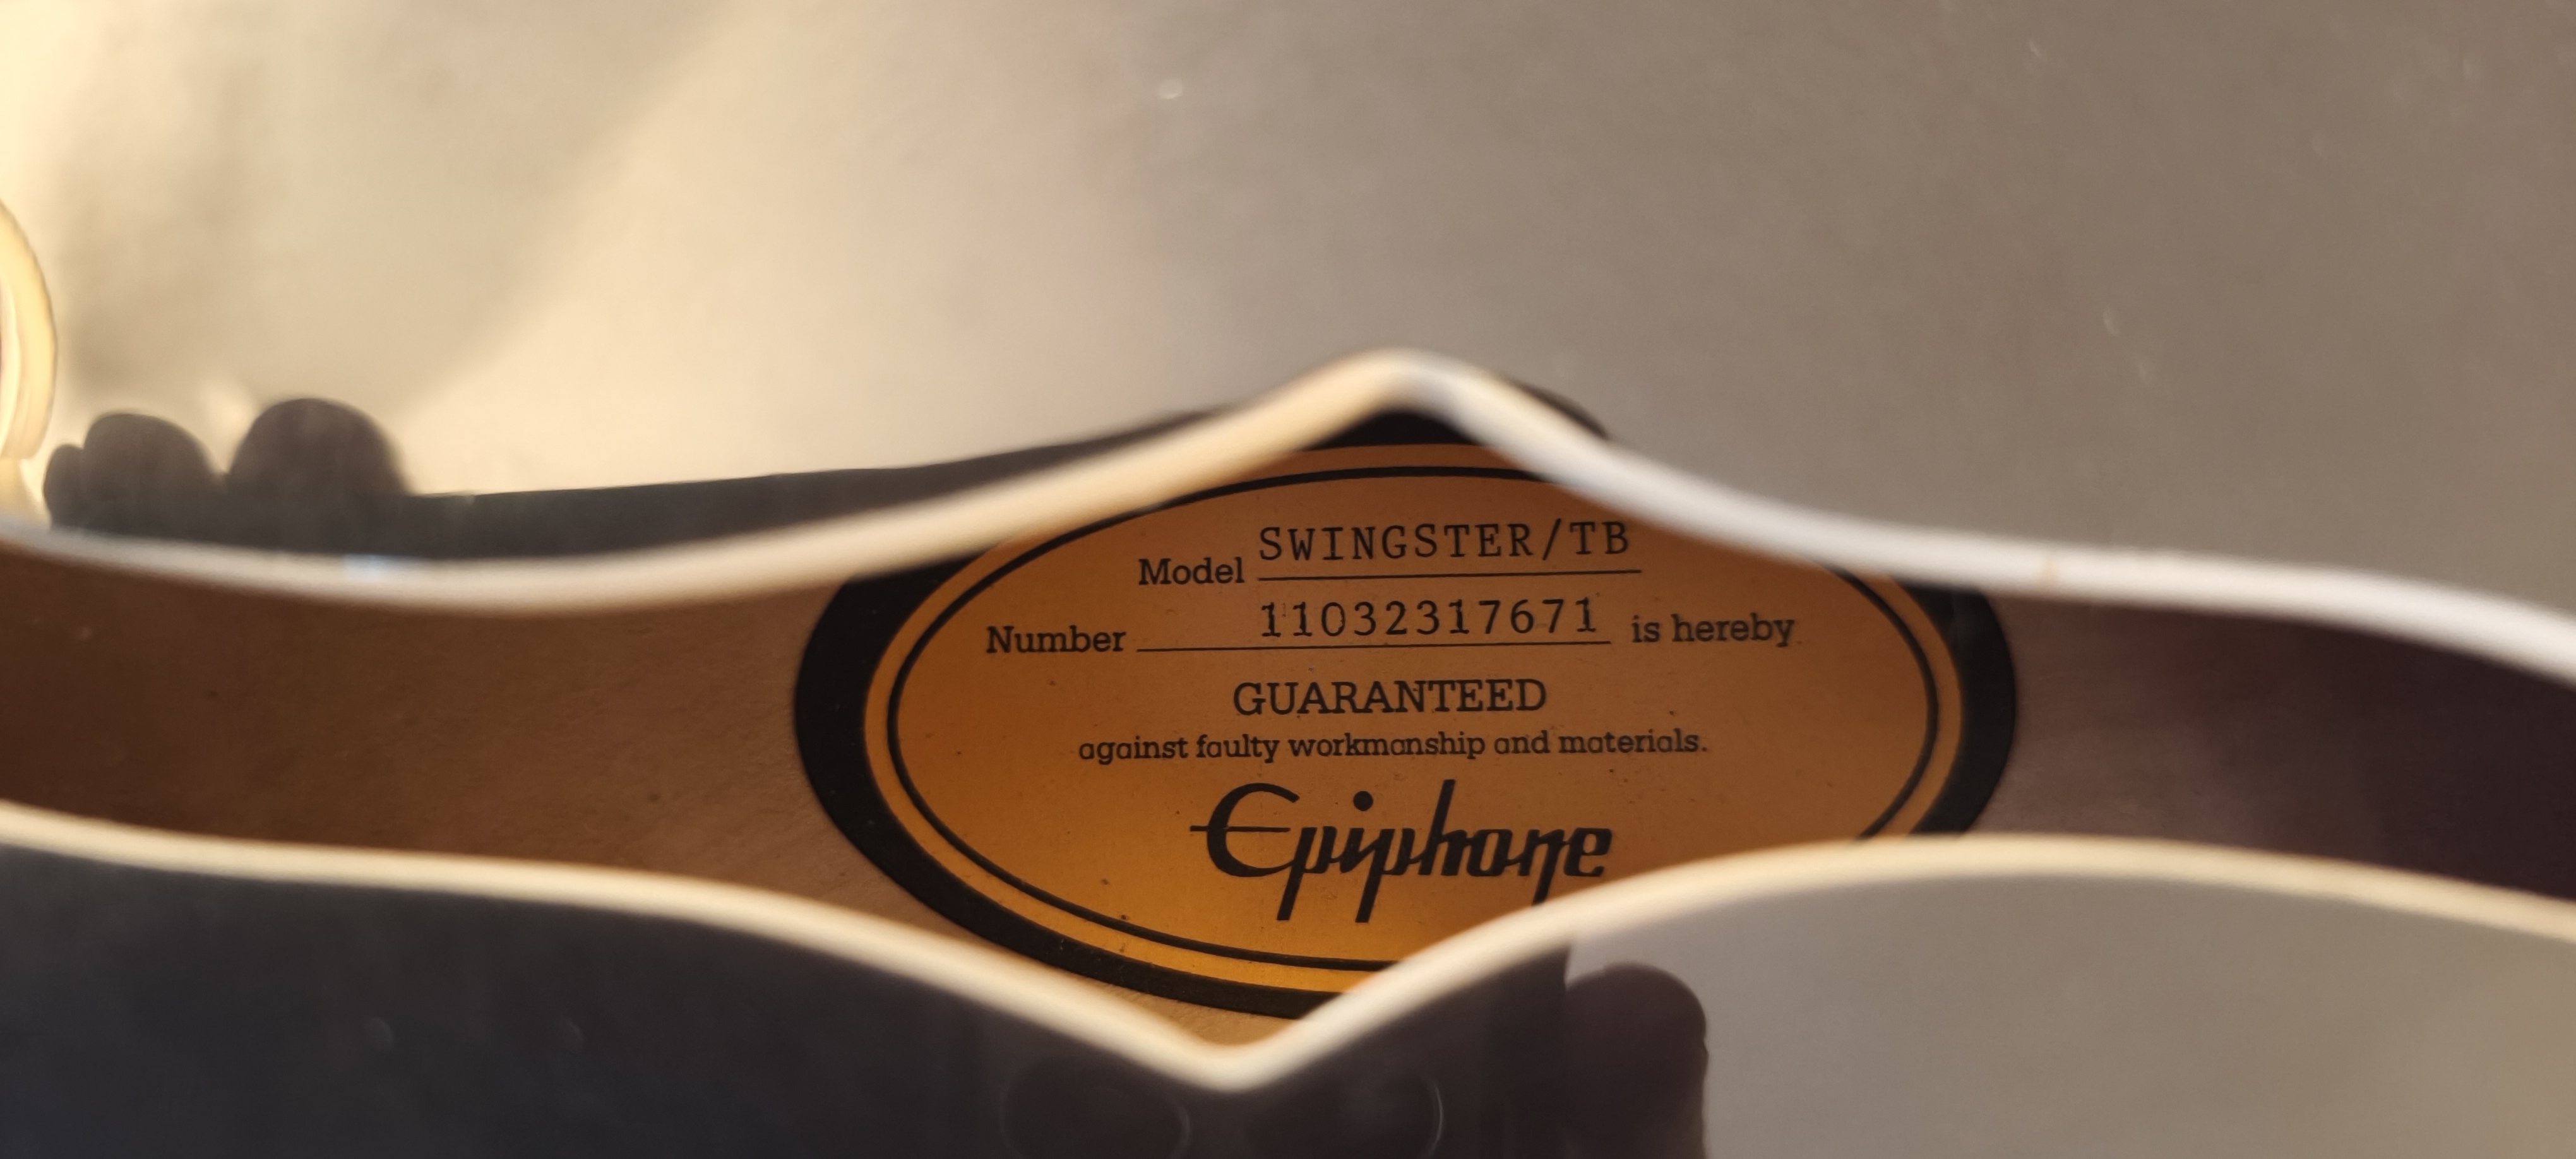 Model SWINGSTER/TB
Number 11032317671 is hereby
GUARANTEED
against faulty workmanship and materials.
Epiphone